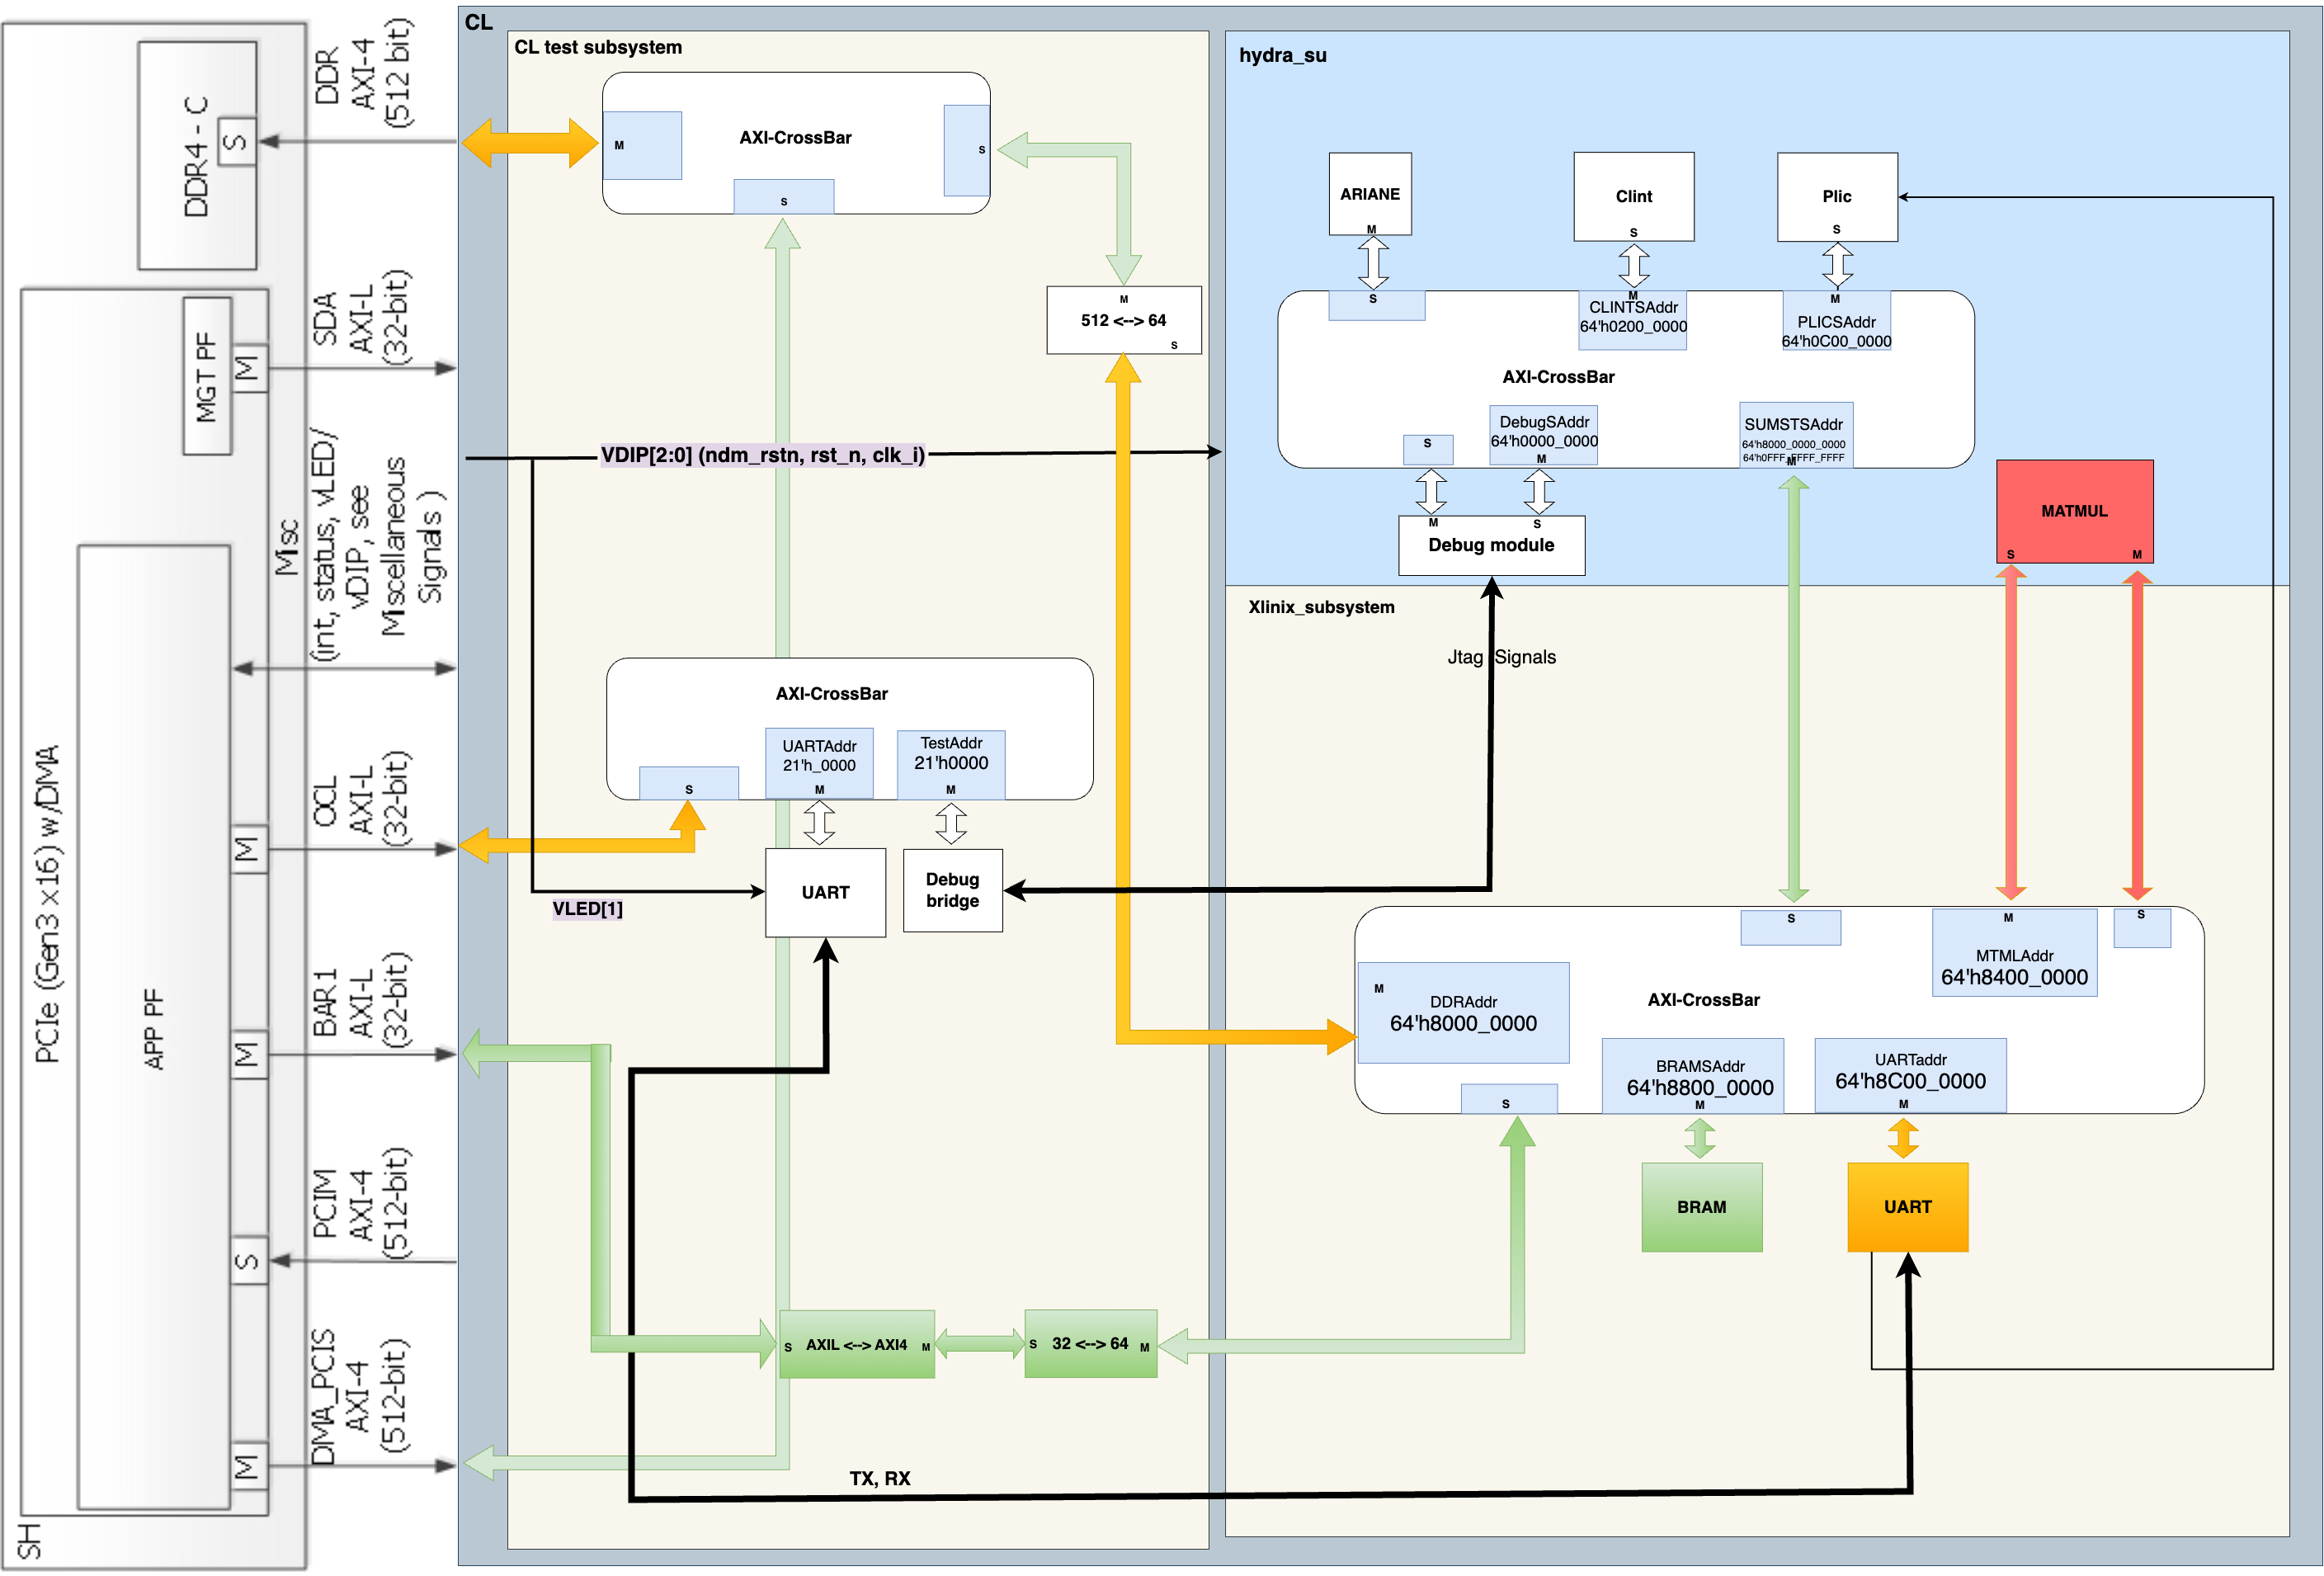 SH
PCIe (Gen3 x16) w/DMA
APP PF
MGT PF
DDR4 - C
S
M
M
M
S
M
DDR
AXI-4
(512 bit)
SDA
AXI-L
(32-bit)
Misc
(int, status, vLED/
vDIP, see
Miscellaneous
Signals )
OCL
AXI-L
(32-bit)
BAR1
AXI-L
(32-bit)
PCIM
AXI-4
(512-bit)
DMA_PCIS
AXI-4
(512-bit)
CL
CL test subsystem
AXI-CrossBar
M
S
S
M
512 <--> 64
S
VDIP[2:0] (ndm_rstn, rst_n, clk_i)
AXI-CrossBar
S
UARTAddr
21'h_0000
M
TestAddr
21'h0000
M
UART
Debug
bridge
VLED[1]
S
AXIL <--> AXI4
M
S
32 <--> 64
M
TX, RX
hydra_su
ARIANE
M
Clint
S
Plic
S
S
M
CLINTSAddr
64'h0200_0000
M
PLICSAddr
64'h0C00_0000
AXI-CrossBar
S
DebugSAddr
64'h0000_0000
M
SUMSTSAddr
64'h8000_0000_0000
64'h0FFF_FFFF_FFFF
M
M
S
Debug module
MATMUL
S
M
Xlinix_subsystem
Jtag Signals
S
M
MTMLAddr
64'h8400_0000
S
M
DDRAddr
64'h8000_0000
AXI-CrossBar
S
BRAMSAddr
64'h8800_0000
M
UARTaddr
64'h8C00_0000
M
BRAM
UART